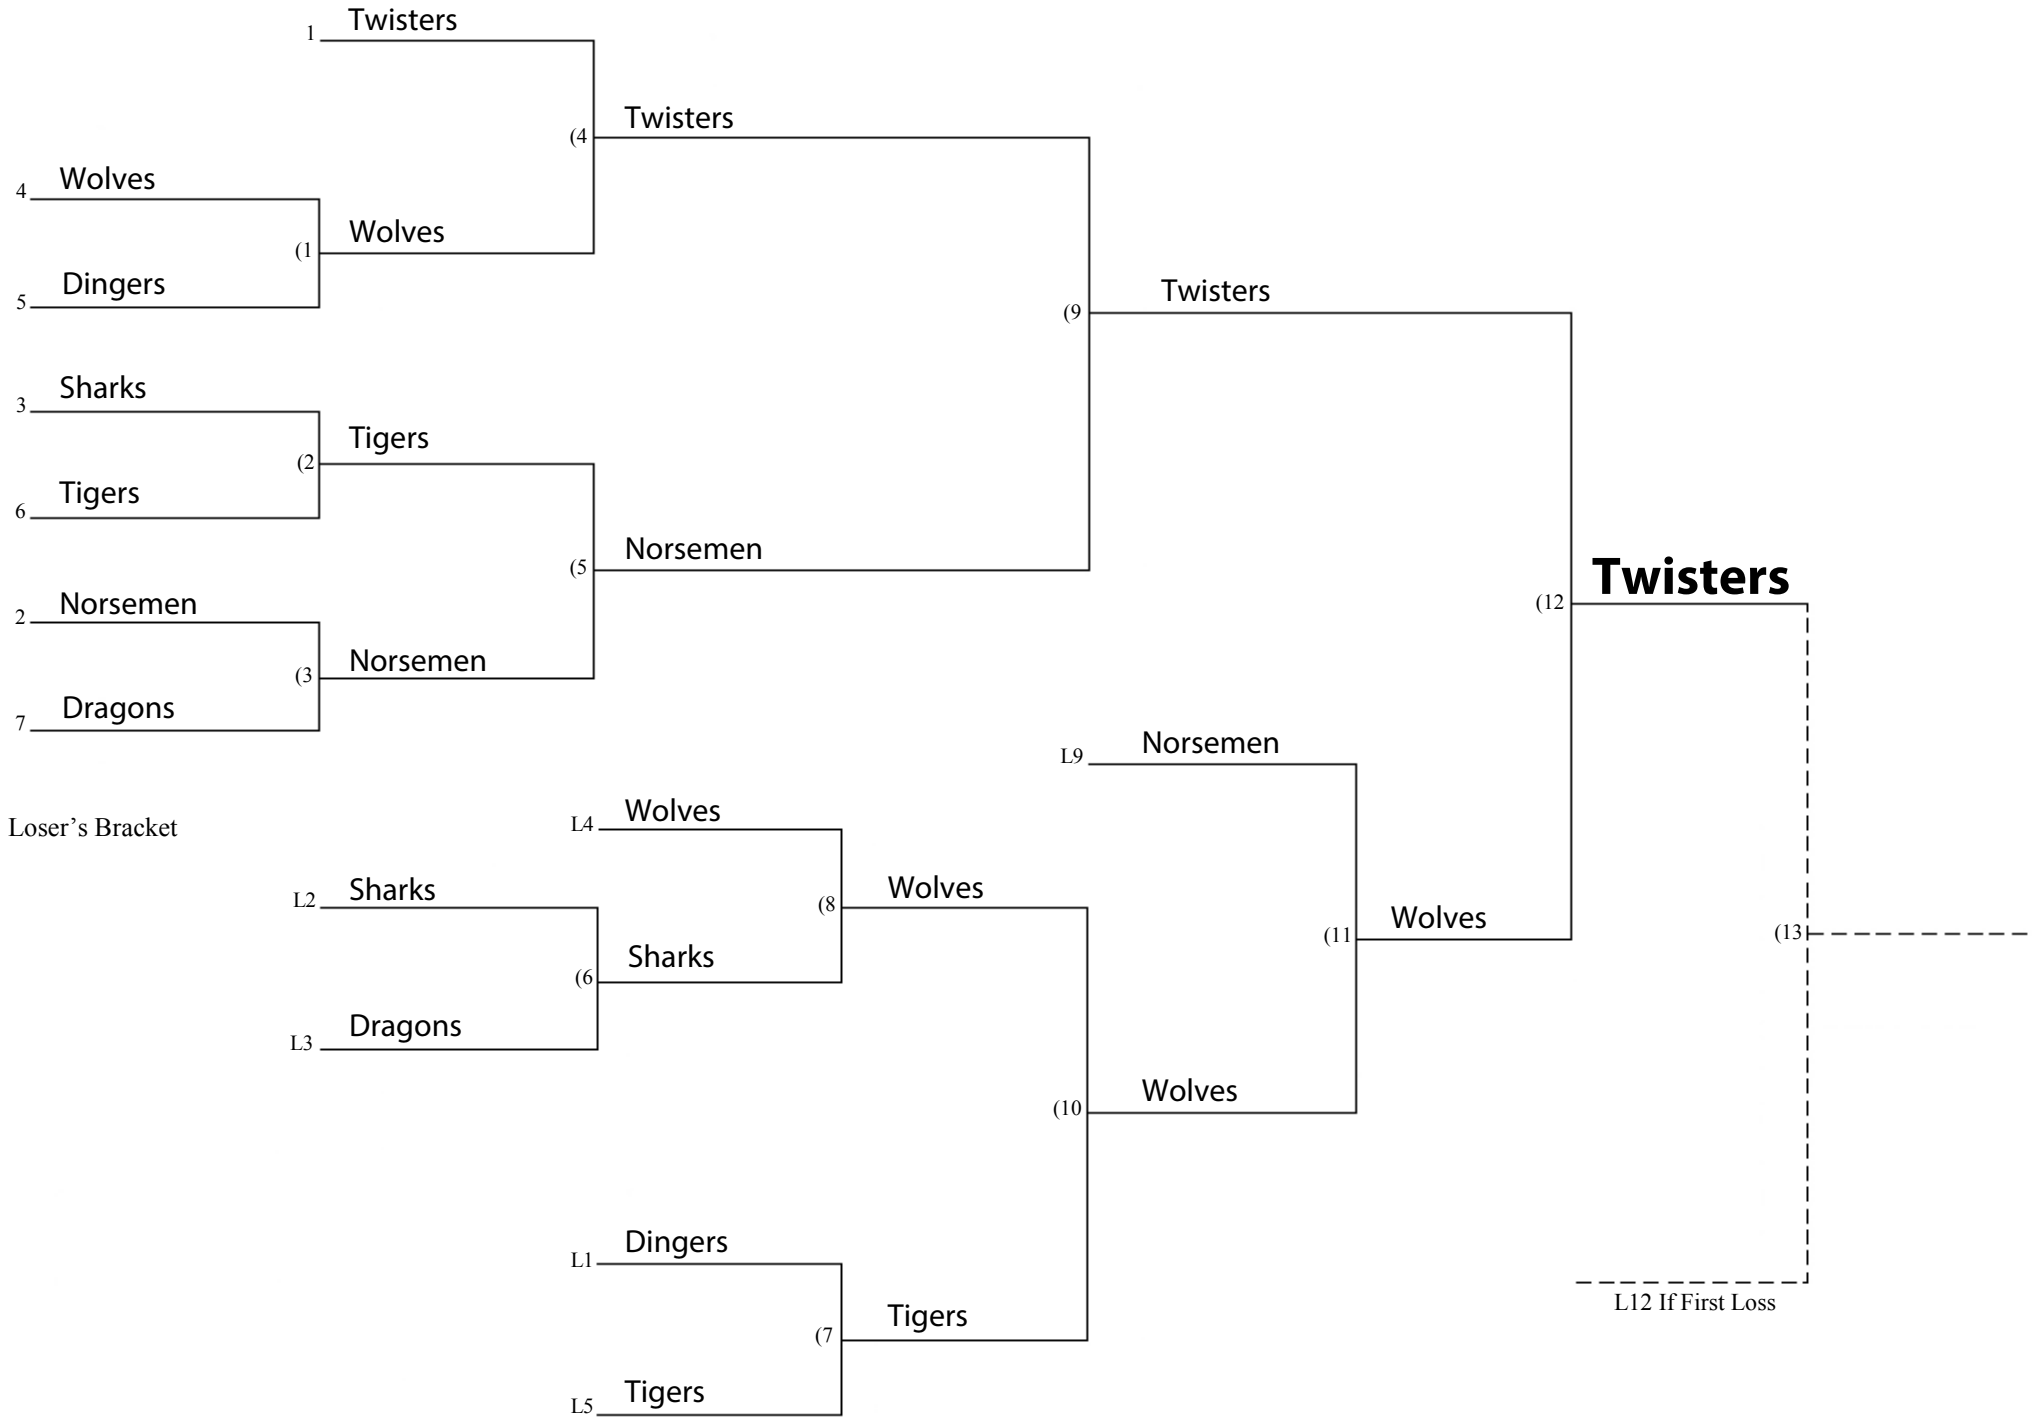 1 Twisters
(4 Twisters
4 Wolves
(1 Wolves
5 Dingers
(9 Twisters
3 Sharks
(2 Tigers
6 Tigers
(5 Norsemen
2 Norsemen
(3 Norsemen
7 Dragons
(12 Twisters
L9 Norsemen
Loser’s Bracket
L4 Wolves
L2 Sharks
(8 Wolves
(6 Sharks
L3 Dragons
(11 Wolves
(13
(10 Wolves
L1 Dingers
(7 Tigers
L5 Tigers
L12 If First Loss